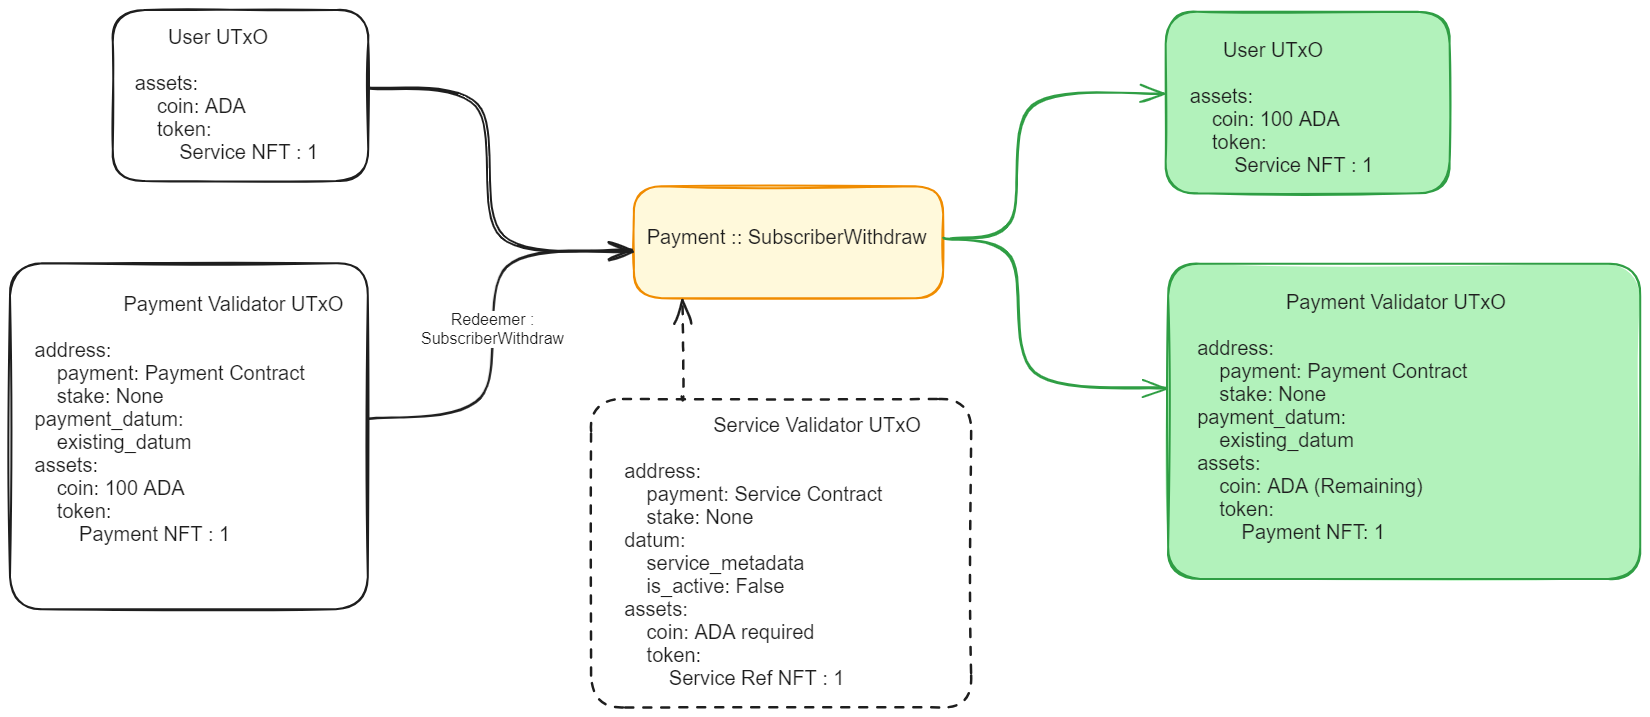 User UTxO
assets:
coin: ADA
token:
Service NFT : 1
Payment Validator UTxO
address:
payment: Payment Contract
stake: None
payment_datum:
existing_datum
assets:
coin: 100 ADA
token:
Payment NFT : 1
Redeemer :
SubscriberWithdraw
Payment :: SubscriberWithdraw
Service Validator UTxO
address:
payment: Service Contract
stake: None
datum:
service_metadata
is_active: False
assets:
coin: ADA required
token:
Service Ref NFT : 1
User UTxO
assets:
coin: 100 ADA
token:
Service NFT : 1
Payment Validator UTxO
address:
payment: Payment Contract
stake: None
payment_datum:
existing_datum
assets:
coin: ADA (Remaining)
token:
Payment NFT: 1